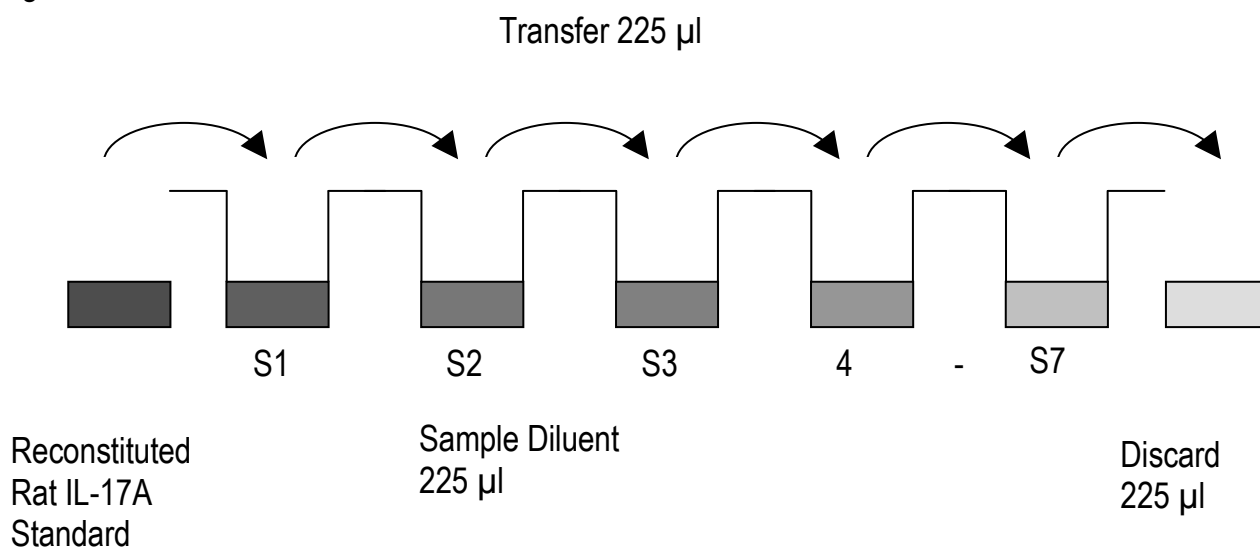 Transfer 225 µl
S1 S2 S3 4 - S7
Reconstituted
Rat IL-17A
Standard
Sample Diluent
225 µl
Discard
225 µl